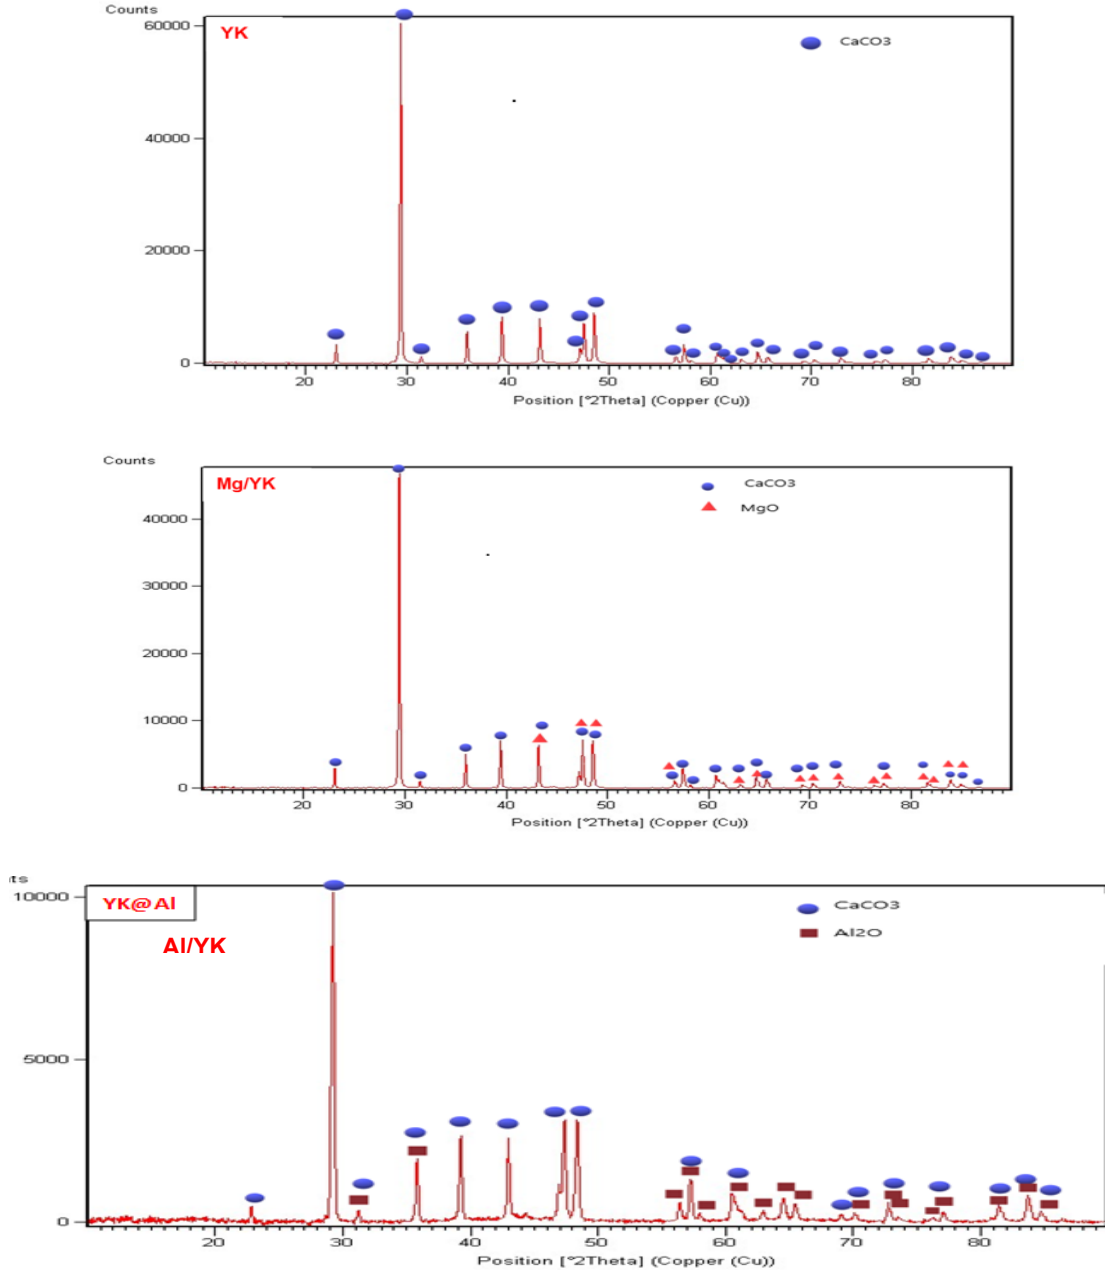 Counts
YK
CaCO3
60000
40000
20000
0
20 30 40 50 60 70 80
Position [°2Theta] (Copper (Cu))
Counts
Mg/YK
CaCO3
MgO
40000
30000
20000
10000
0
20 30 40 50 60 70 80
Position [°2Theta] (Copper (Cu))
ts
10000
YK@Al
CaCO3
Al/YK
Al2O
5000
0
20 30 40 50 60 70 80
Position [°2Theta] (Copper (Cu))